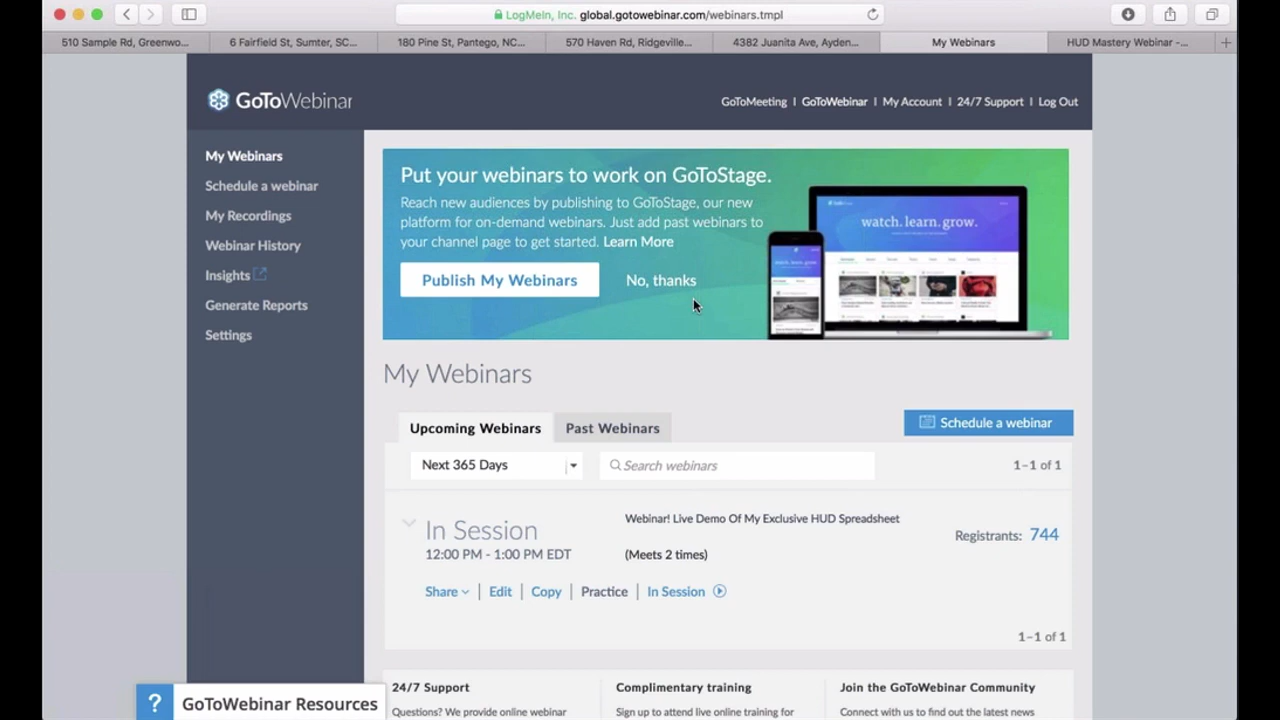 LogMeIn, Inc. global.gotowebinar.com/webinars.tmpl
510 Sample Rd, Greenwo... 6 Fairfield St, Sumter, SC... 180 Pine St, Pantego, NC... 570 Haven Rd, Ridgeville... 4382 Juanita Ave, Ayden... My Webinars HUD Mastery Webinar -...
GoToWebinar
GoToMeeting | GoToWebinar | My Account | 24/7 Support | Log Out
My Webinars
Schedule a webinar
My Recordings
Webinar History
Insights
Generate Reports
Settings
Put your webinars to work on GoToStage.
Reach new audiences by publishing to GoToStage, our new
platform for on-demand webinars. Just add past webinars to
your channel page to get started. Learn More
Publish My Webinars No, thanks
watch. learn. grow.
My Webinars
Upcoming Webinars Past Webinars
Schedule a webinar
Next 365 Days Search webinars 1–1 of 1
In Session
12:00 PM - 1:00 PM EDT
Webinar! Live Demo Of My Exclusive HUD Spreadsheet
(Meets 2 times)
Registrants: 744
Share | Edit | Copy | Practice | In Session
1–1 of 1
? GoToWebinar Resources
24/7 Support
Questions? We provide online webinar
Complimentary training
Sign up to attend live online training for
Join the GoToWebinar Community
Connect with us to find out the latest news